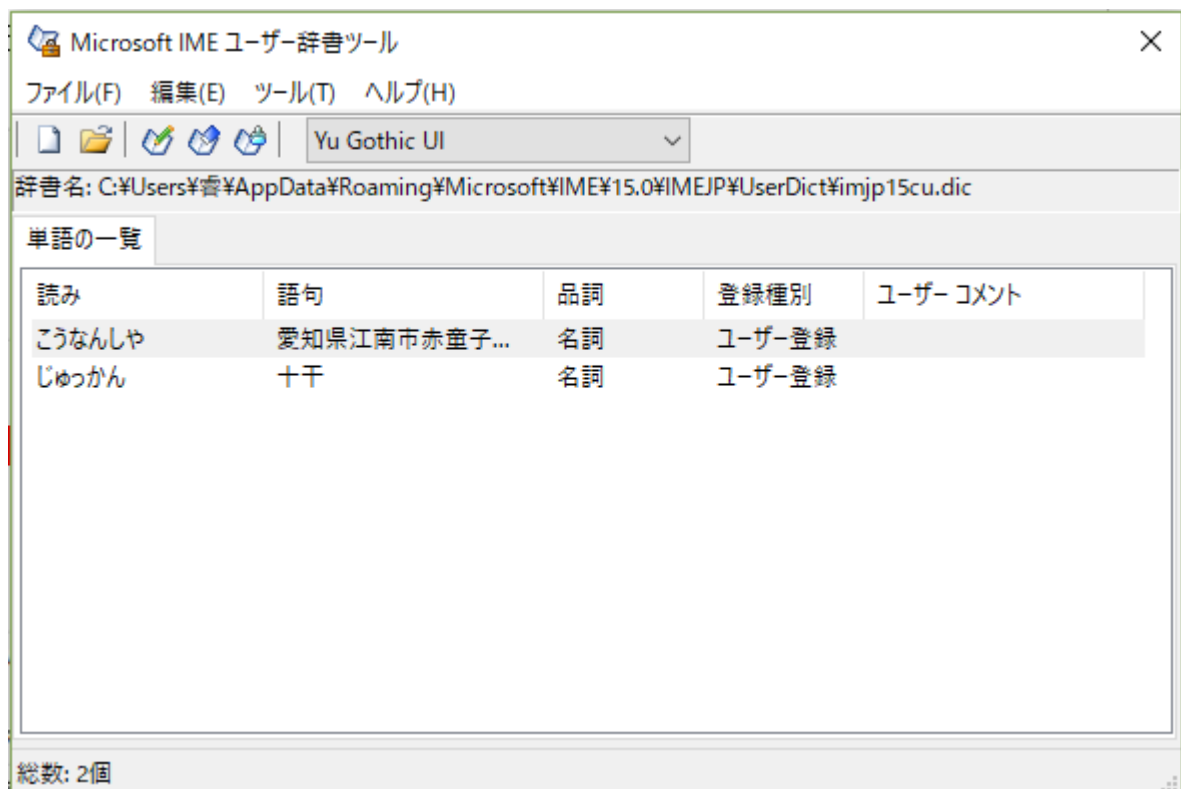 Microsoft IME ユーザー辞書ツール
ファイル(F) 編集(E) ツール(T) ヘルプ(H)
Yu Gothic UI
辞書名: C:¥Users¥睿¥AppData¥Roaming¥Microsoft¥IME¥15.0¥IMEJP¥UserDict¥imjp15cu.dic
単語の一覧
読み 語句 品詞 登録種別 ユーザー コメント
こうなんしや 愛知県江南市赤童子... 名詞 ユーザー登録
じゅっかん 十干 名詞 ユーザー登録
総数: 2個